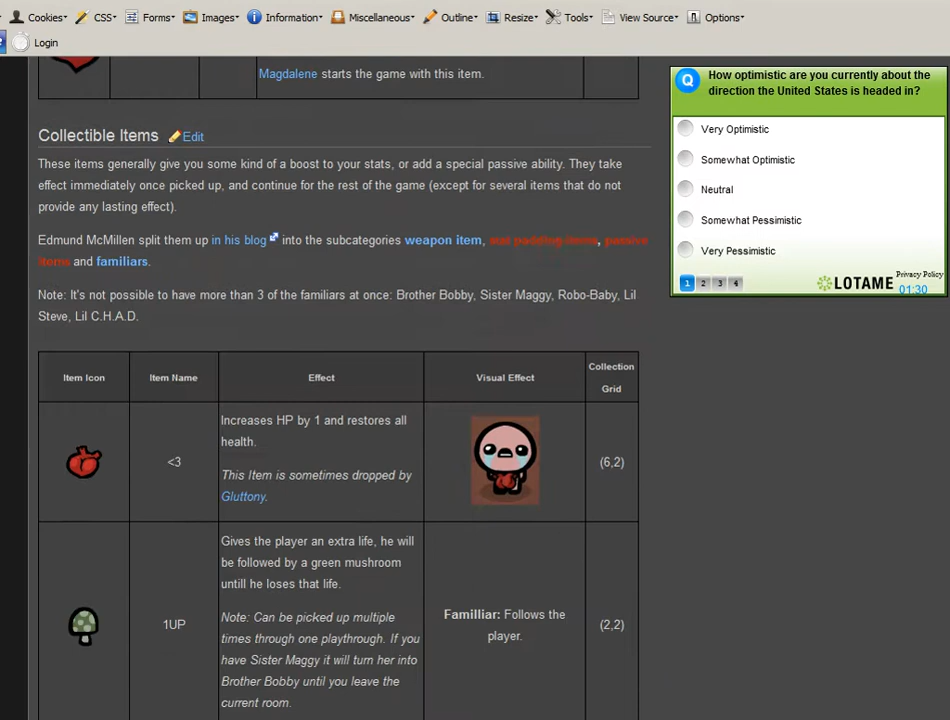 Cookies CSS Forms Images Information Miscellaneous Outline Resize Tools View Source Options
Login
Magdalene starts the game with this item.
Collectible Items Edit
These items generally give you some kind of a boost to your stats, or add a special passive ability. They take
effect immediately once picked up, and continue for the rest of the game (except for several items that do not
provide any lasting effect).
Edmund McMillen split them up in his blog into the subcategories weapon item, , passive
items and familiars.
Note: It's not possible to have more than 3 of the familiars at once: Brother Bobby, Sister Maggy, Robo-Baby, Lil
Steve, Lil C.H.A.D.
Item Icon Item Name Effect Visual Effect Collection
Grid
Increases HP by 1 and restores all
health.
This Item is sometimes dropped by
Gluttony.
<3
(6,2)
Gives the player an extra life, he will
be followed by a green mushroom
untill he loses that life.
Note: Can be picked up multiple
times through one playthrough. If you
have Sister Maggy it will turn her into
Brother Bobby until you leave the
current room.
1UP
Familliar: Follows the
player.
(2,2)
Q How optimistic are you currently about the
direction the United States is headed in?
Very Optimistic
Somewhat Optimistic
Neutral
Somewhat Pessimistic
Very Pessimistic
1 2 3 4 LOTAME Privacy Policy
01:30